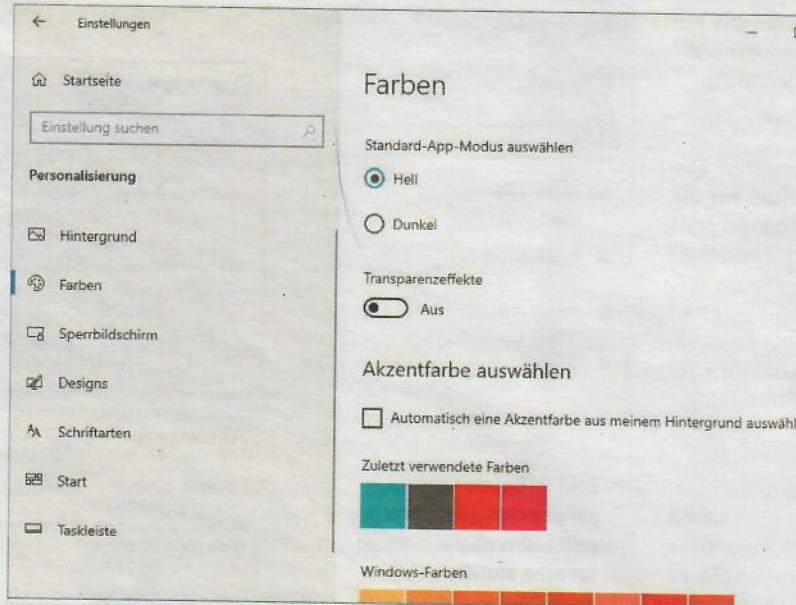 Einstellungen
Startseite
Einstellung suchen
Personalisierung
Hintergrund
Farben
Sperrbildschirm
Designs
Schriftarten
Start
Taskleiste
Farben
Standard-App-Modus auswählen
Hell
Dunkel
Transparenzeffekte
Aus
Akzentfarbe auswählen
Automatisch eine Akzentfarbe aus meinem Hintergrund auswähl
Zuletzt verwendete Farben
Windows-Farben